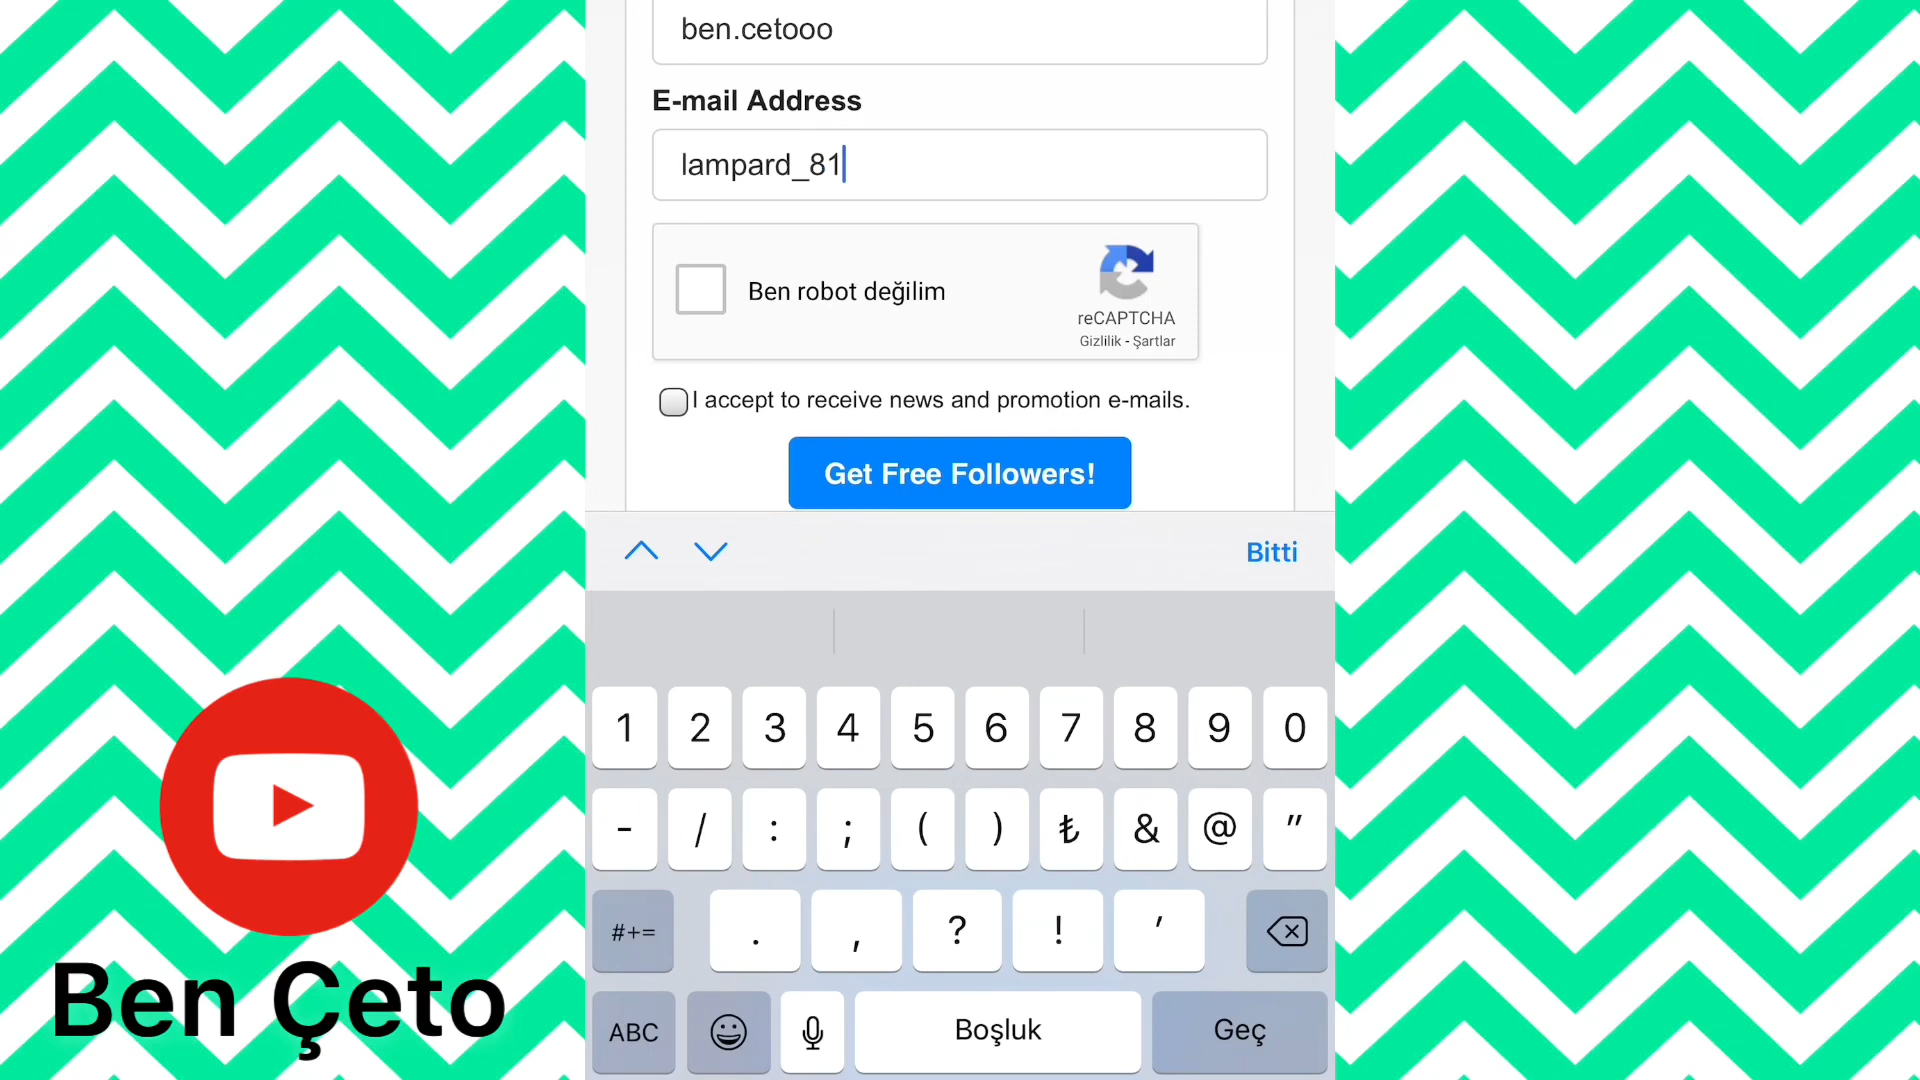 ben.cetooo
E-mail Address
lampard_81
Ben robot değilim
reCAPTCHA
Gizlilik - Şartlar
I accept to receive news and promotion e-mails.
Get Free Followers!
Bitti
1 2 3 4 5 6 7 8 9 0
- / : ; ( ) ₺ & @ "
#+= . , ? ! '
ABC Boşluk Geç
Ben Çeto